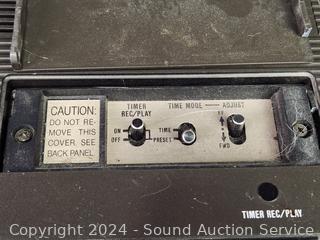 CAUTION:
DO NOT RE-
MOVE THIS
COVER. SEE
BACK PANEL.
TIMER
REC/PLAY
ON
OFF
TIME MODE
TIME
PRESET
ADJUST
FWD
TIMER REC/PLAY
Copyright 2024 - Sound Auction Service